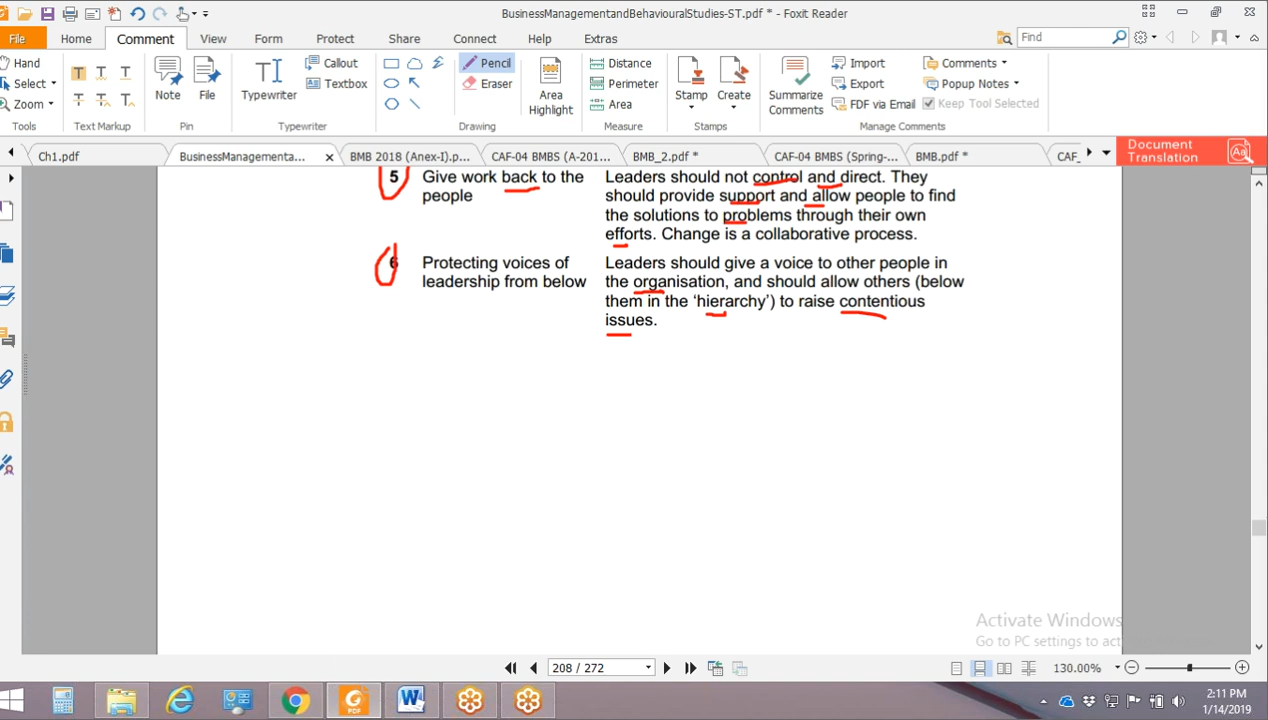 BusinessManagementandBehaviouralStudies-ST.pdf * - Foxit Reader
File Home Comment View Form Protect Share Connect Help Extras Find
Hand
Select
Zoom
Tools
T T T
T T T
Text Markup
Note File
Pin
Typewriter Callout
Textbox
Typewriter
Pencil
Eraser
Area
Highlight
Drawing
Distance
Perimeter
Area
Measure
Stamp Create
Stamps
Summarize
Comments
Import
Export
FDF via Email
Comments
Popup Notes
Keep Tool Selected
Manage Comments
Ch1.pdf BusinessManagementa... BMB 2018 (Anex-I).p... CAF-04 BMBS (A-201... BMB_2.pdf * CAF-04 BMBS (Spring-... BMB.pdf * CAF_
Document
Translation
5 Give work back to the Leaders should not control and direct. They
people should provide support and allow people to find
the solutions to problems through their own
efforts. Change is a collaborative process.
6 Protecting voices of Leaders should give a voice to other people in
leadership from below the organisation, and should allow others (below
them in the ‘hierarchy’) to raise contentious
issues.
Activate Windows
Go to PC settings to act
208 / 272 130.00%
PDF
2:11 PM
1/14/2019